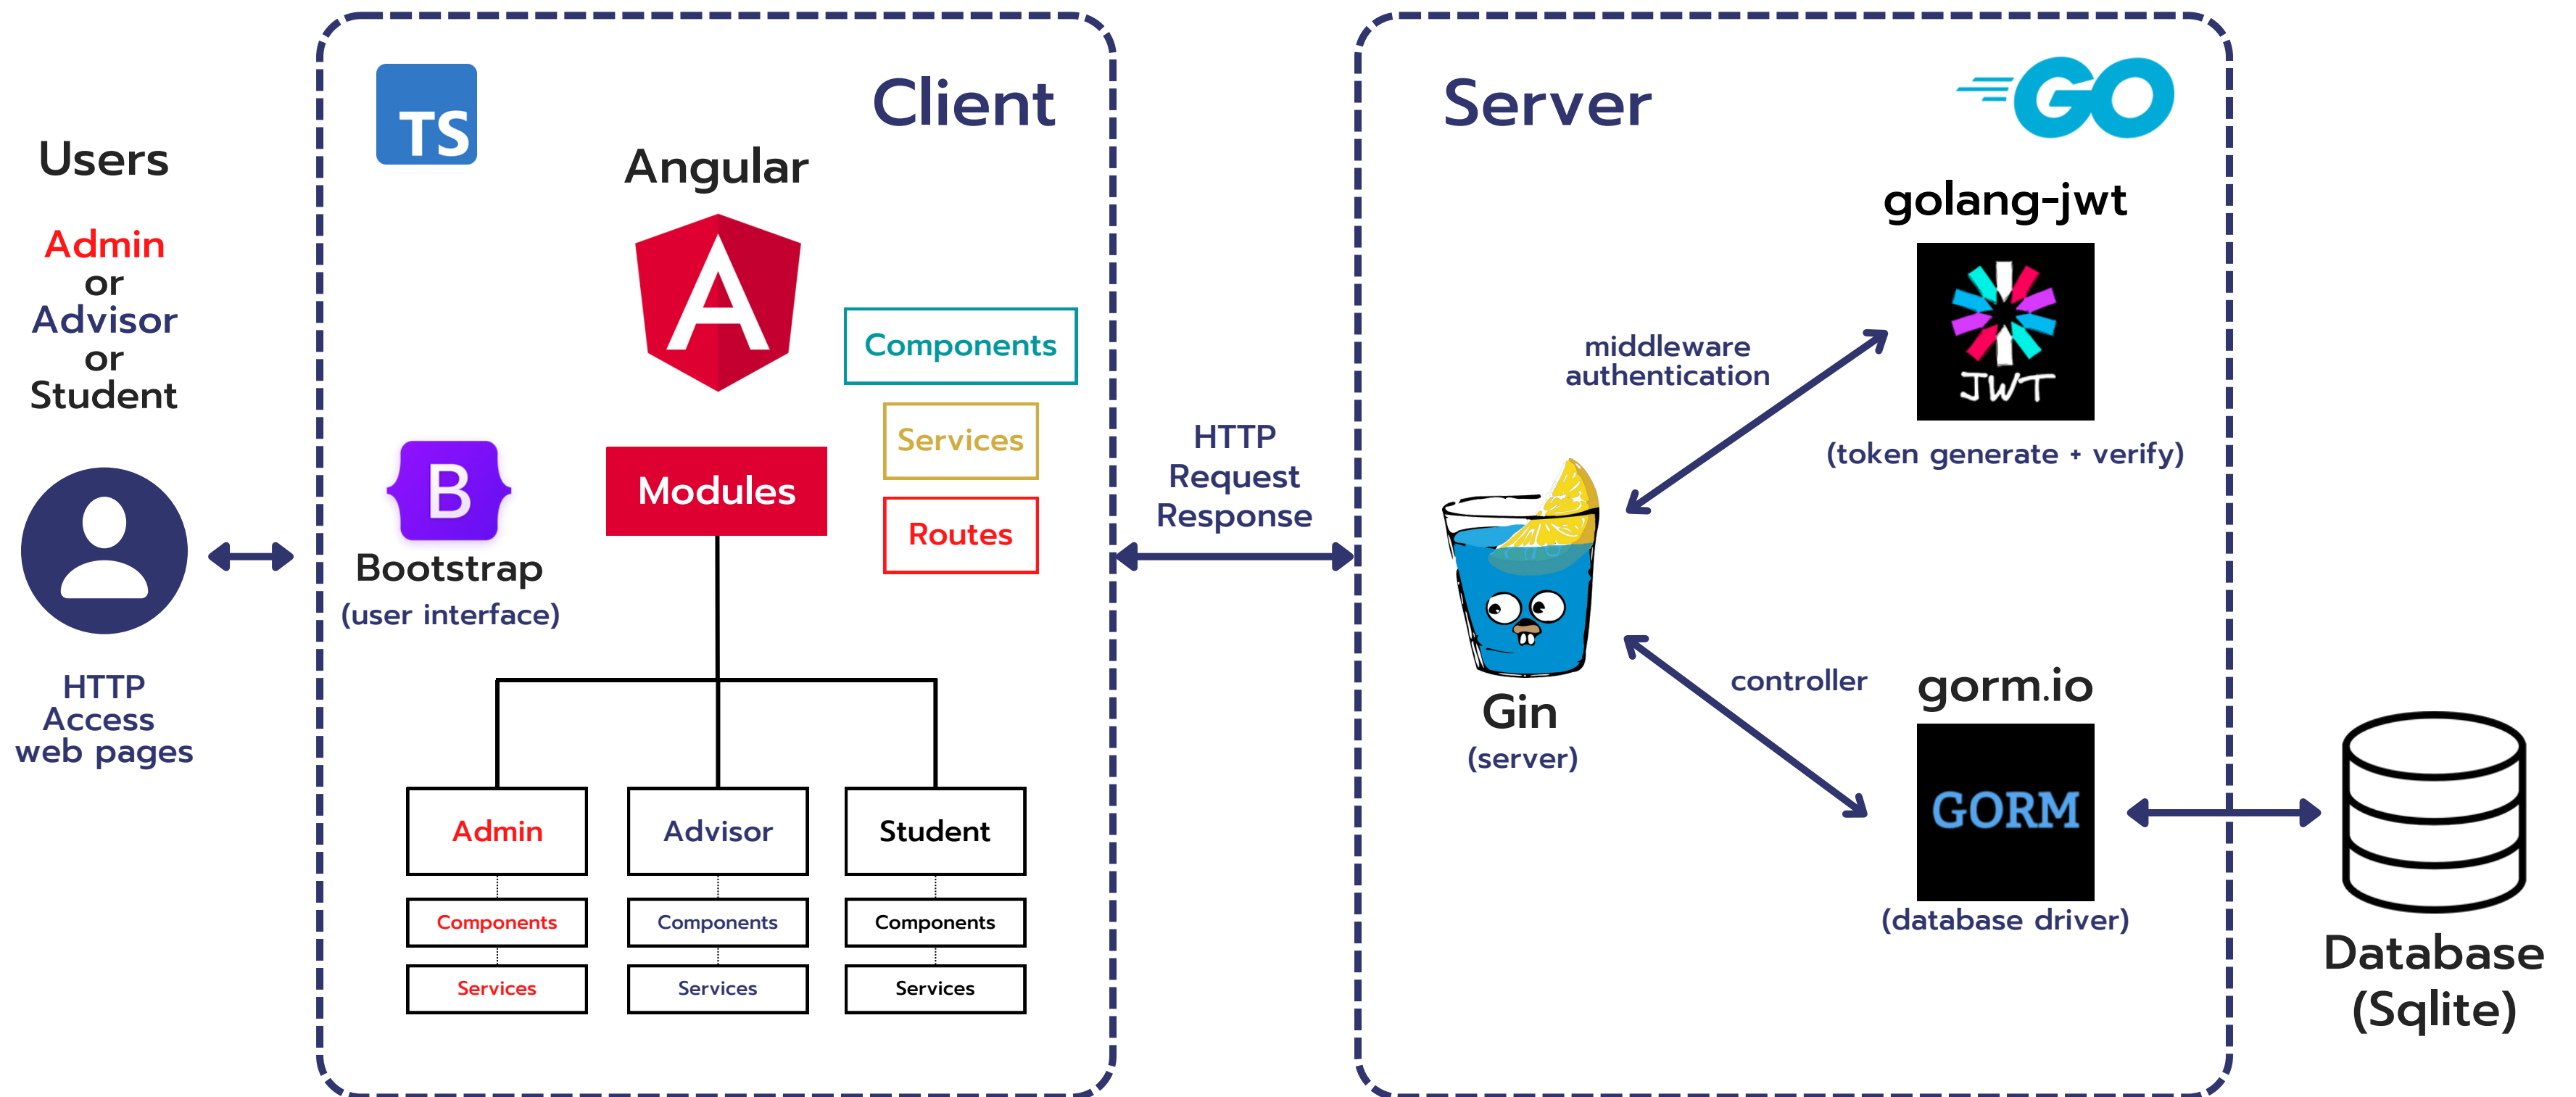 Users
Admin
or
Advisor
or
Student
HTTP
Access
web pages
TS
Client
Angular
Components
Services
Routes
B
Bootstrap
(user interface)
Modules
Admin
Advisor
Student
Components
Components
Components
Services
Services
Services
HTTP
Request
Response
Server
GO
golang-jwt
JWT
(token generate + verify)
middleware
authentication
Gin
(server)
controller
gorm.io
GORM
(database driver)
Database
(Sqlite)